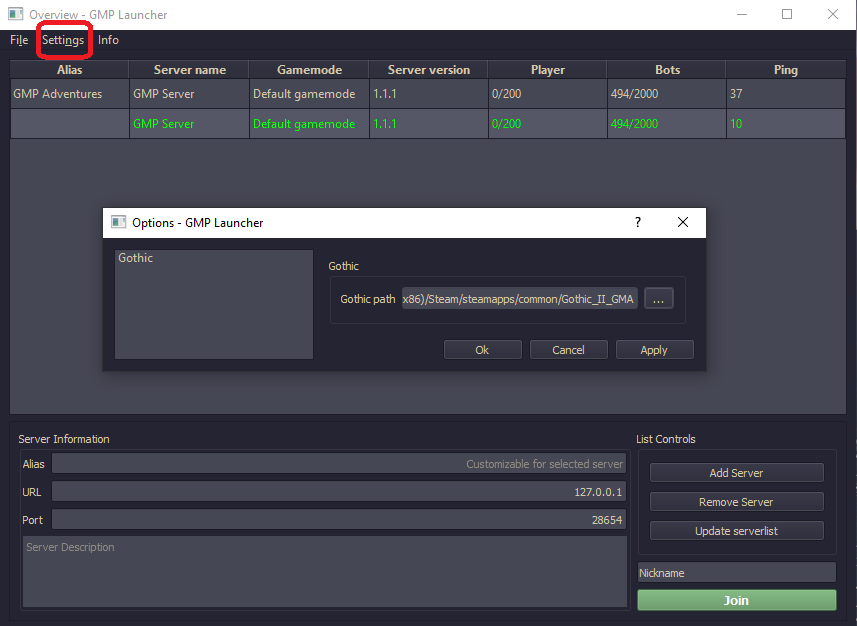 Overview - GMP Launcher
File Settings Info
Alias Server name Gamemode Server version Player Bots Ping
GMP Adventures GMP Server Default gamemode 1.1.1 0/200 494/2000 37
GMP Server Default gamemode 1.1.1 0/200 494/2000 10
Options - GMP Launcher ?
Gothic
Gothic
Gothic path x86)/Steam/steamapps/common/Gothic_II_GMA ...
Ok Cancel Apply
Server Information
Alias Customizable for selected server
URL 127.0.0.1
Port 28654
Server Description
List Controls
Add Server
Remove Server
Update serverlist
Nickname
Join